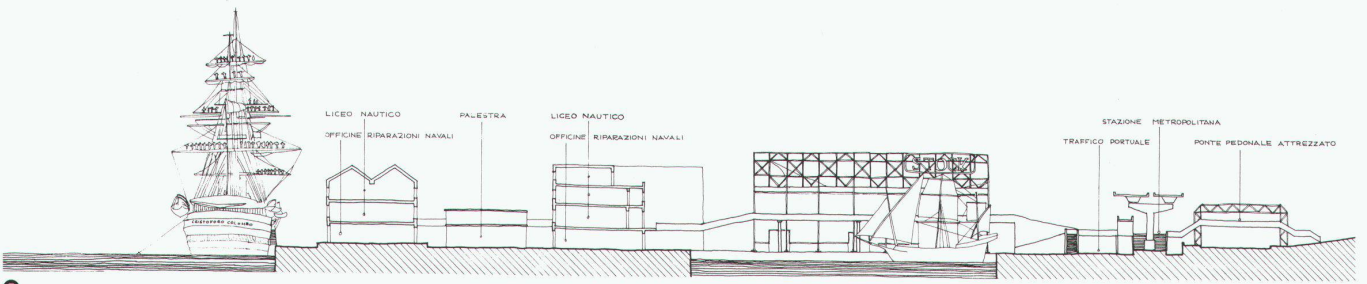 LICEO NAUTICO
OFFICINE RIPARAZIONI NAVALI
PALESTRA
LICEO NAUTICO
OFFICINE RIPARAZIONI NAVALI
STAZIONE METROPOLITANA
TRAFFICO PORTUALE
PONTE PEDONALE ATTREZZATO
CRISTOFORO COLOMBO